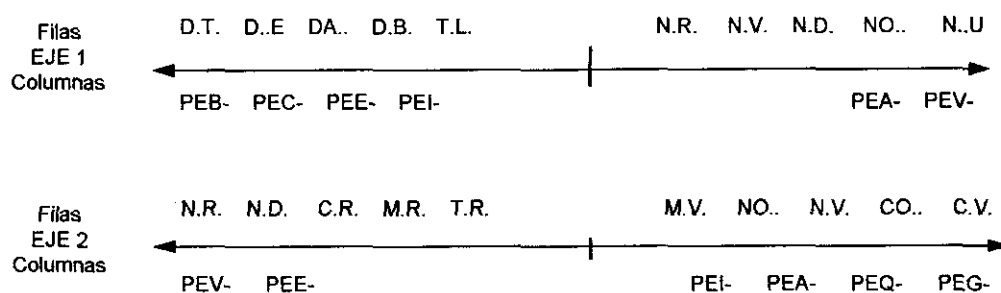 Filas
EJE 1
Columnas
D.T. D..E DA.. D.B. T.L. N.R. N.V. N.D. NO.. N..U
PEB- PEC- PEE- PEI- PEA- PEV-
Filas
EJE 2
Columnas
N.R. N.D. C.R. M.R. T.R. M.V. NO.. N.V. CO.. C.V.
PEV- PEE- PEI- PEA- PEQ- PEG-